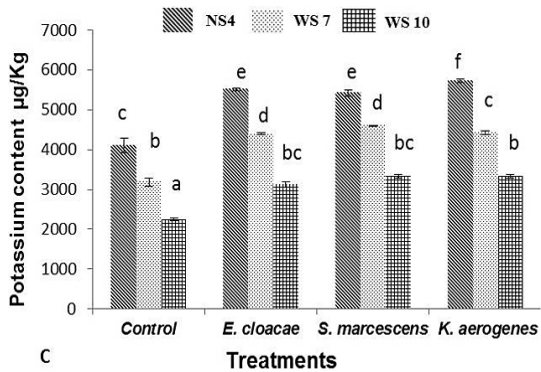 NS4 WS 7 WS 10
Potassium content µg/Kg
7000
6000
5000
4000
3000
2000
1000
0
c b a
e d bc
e d bc
f c b
Control E. cloacae S. marcescens K. aerogenes
C
Treatments